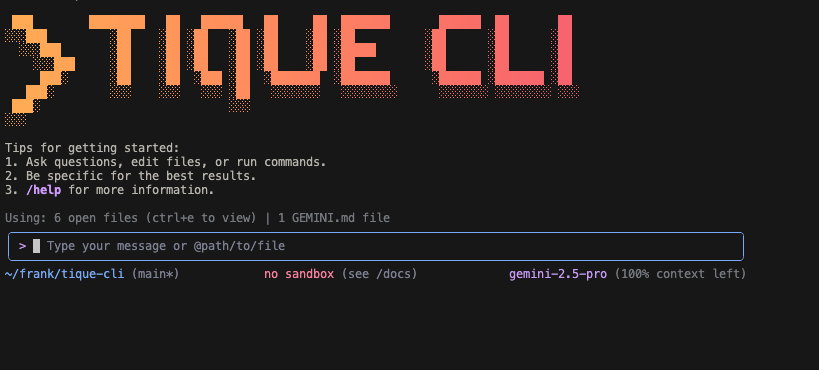 > TIQUE CLI
Tips for getting started:
1. Ask questions, edit files, or run commands.
2. Be specific for the best results.
3. /help for more information.
Using: 6 open files (ctrl+e to view) | 1 GEMINI.md file
> Type your message or @path/to/file
~/frank/tique-cli (main*) no sandbox (see /docs) gemini-2.5-pro (100% context left)